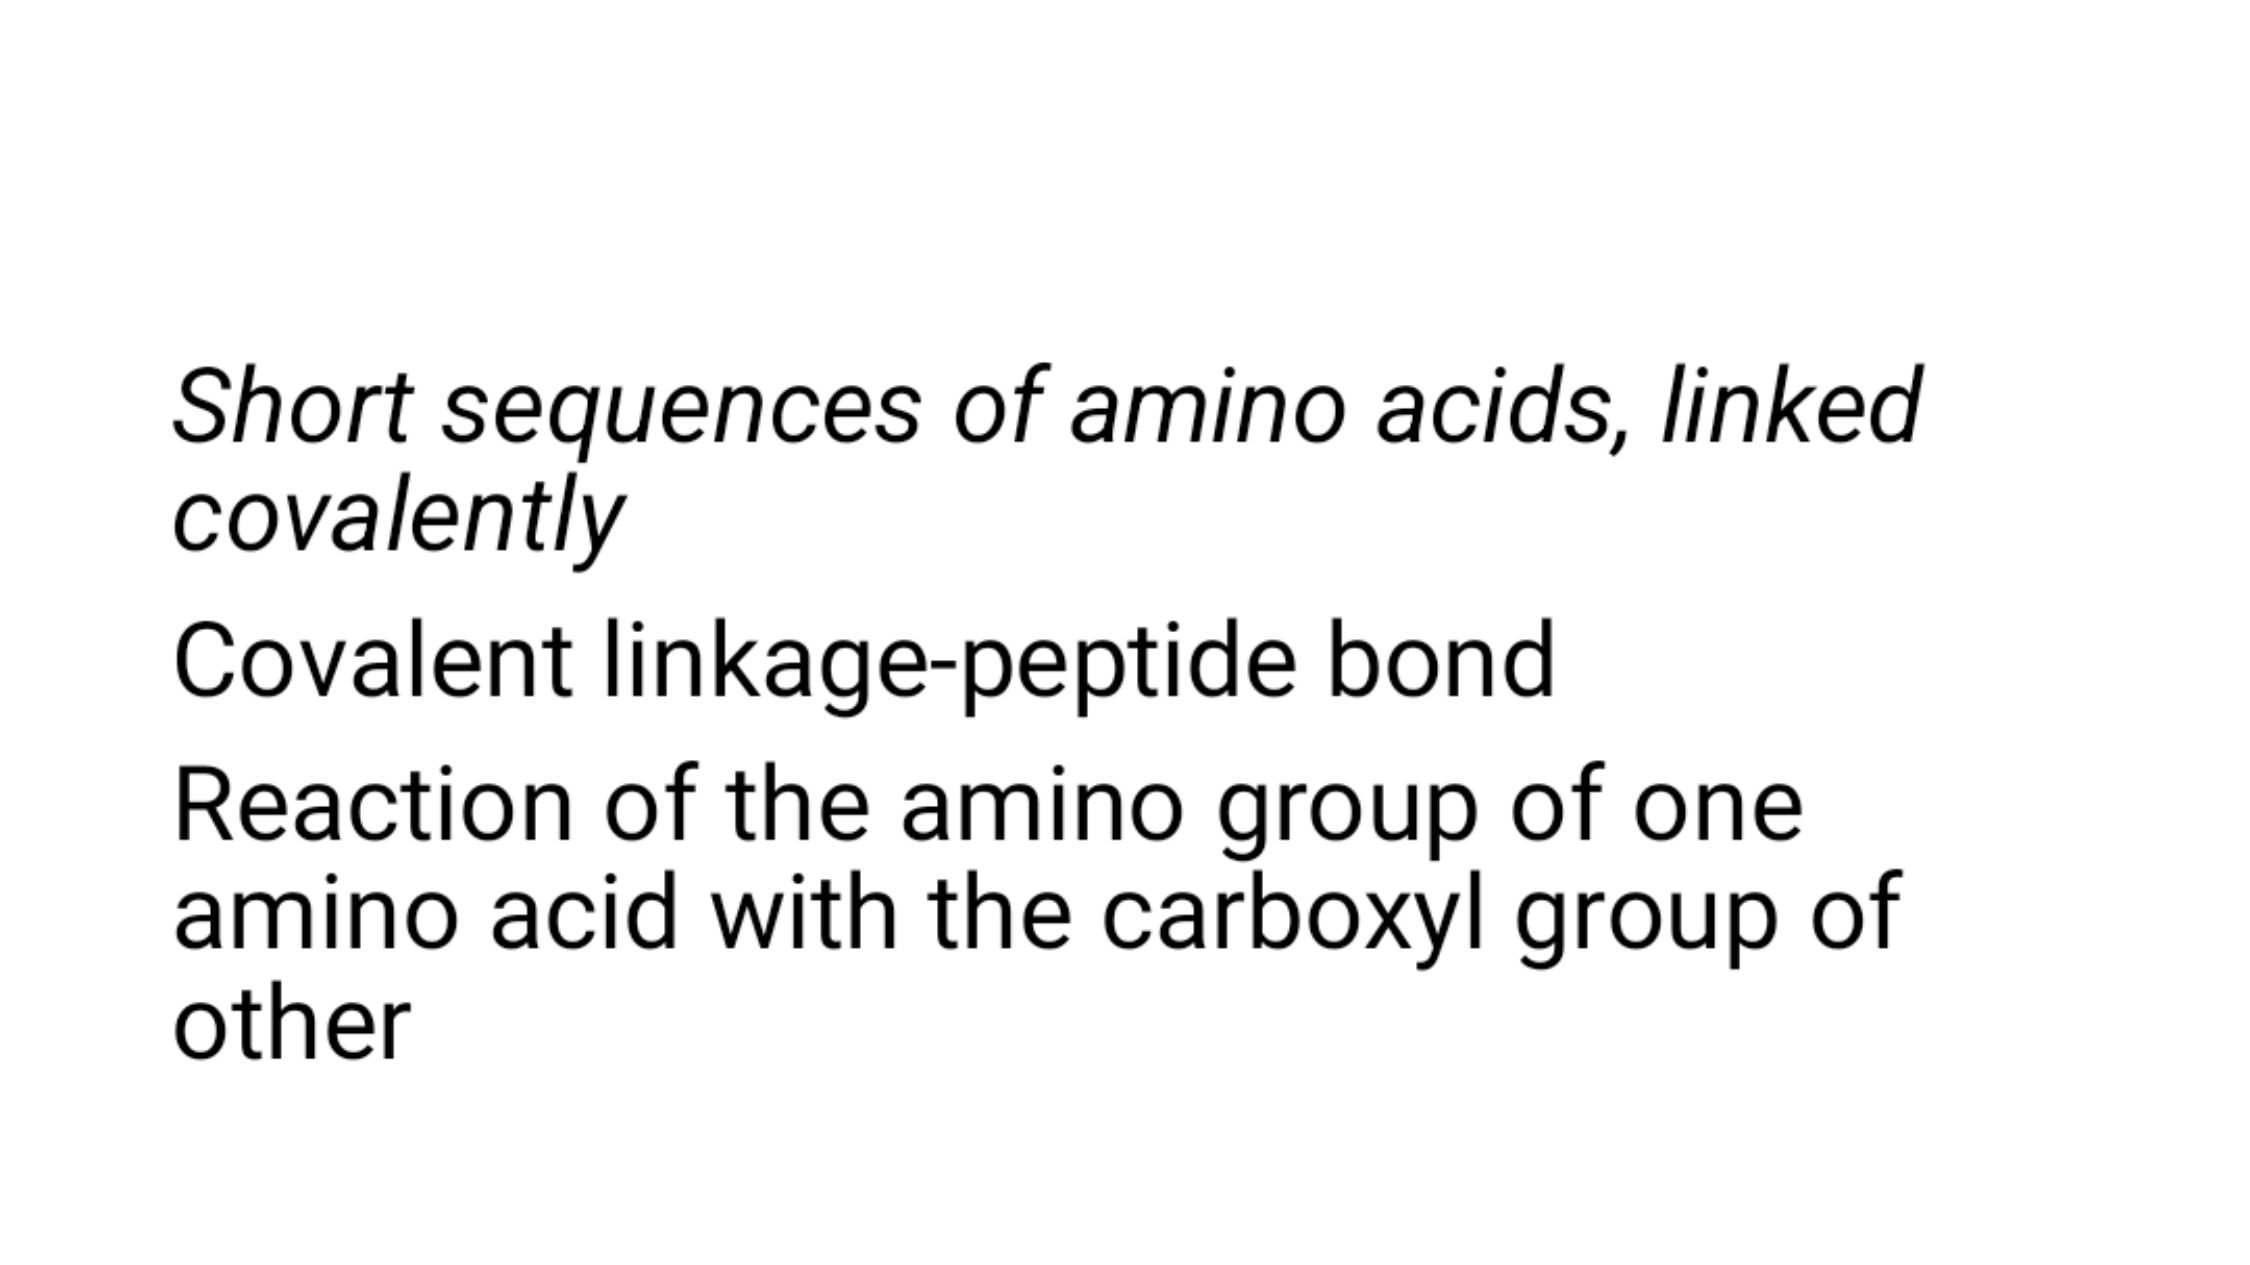 Short sequences of amino acids, linked
covalently
Covalent linkage-peptide bond
Reaction of the amino group of one
amino acid with the carboxyl group of
other